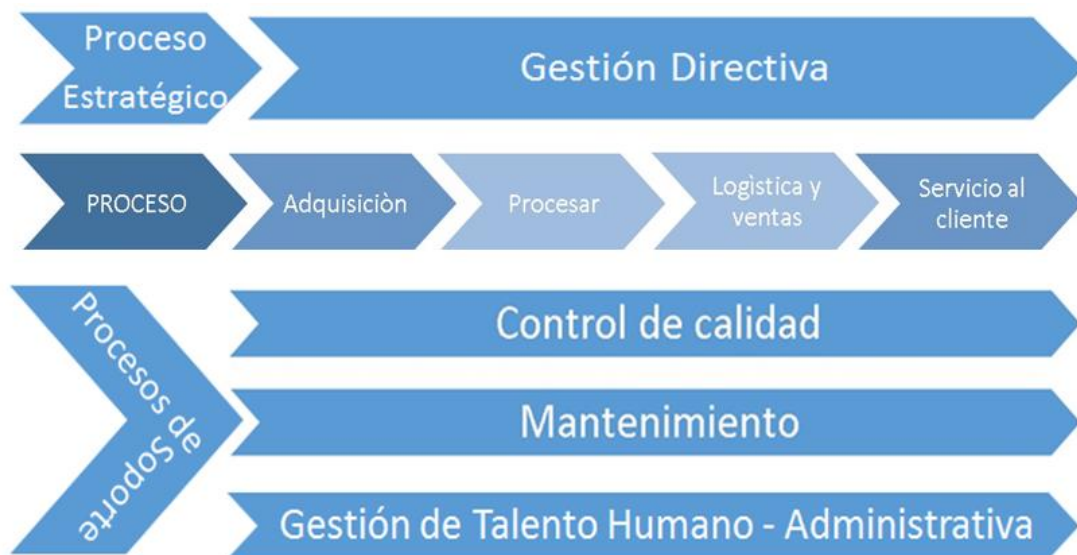 Proceso
Estratégico
Gestión Directiva
PROCESO
Adquisiciòn
Procesar
Logìstica y
ventas
Servicio al
cliente
Procesos de
Soporte
Control de calidad
Mantenimiento
Gestión de Talento Humano - Administrativa